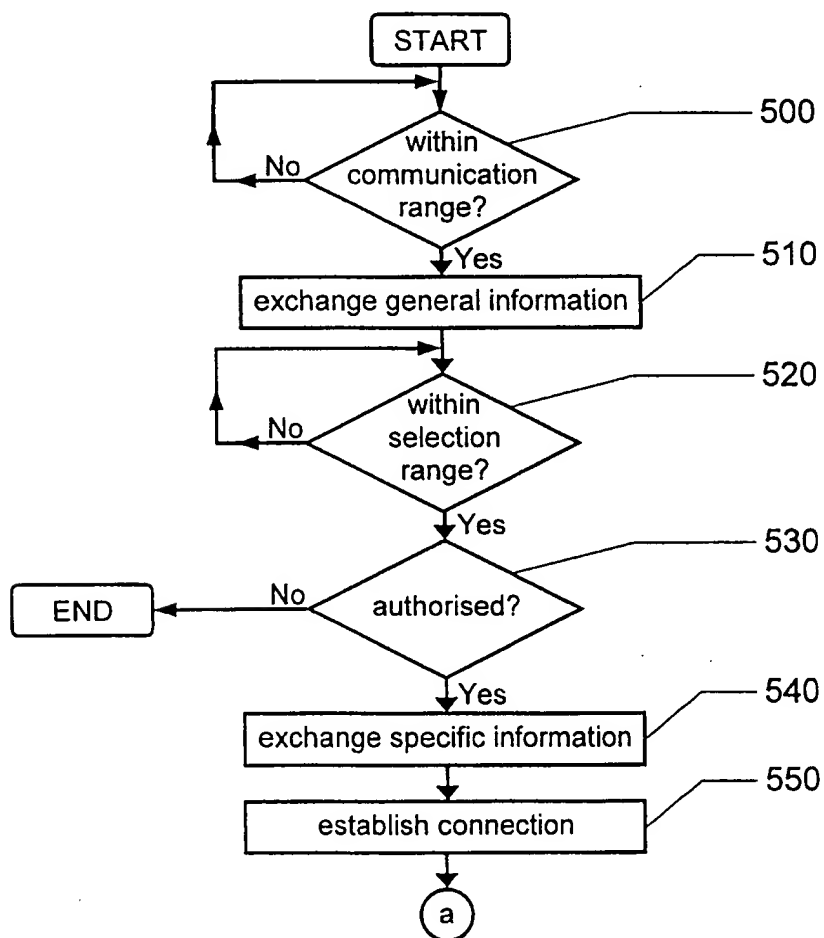 START
500
within
communication
range?
No
Yes
510
exchange general information
520
within
selection
range?
No
Yes
530
authorised?
No
END
Yes
540
exchange specific information
550
establish connection
a